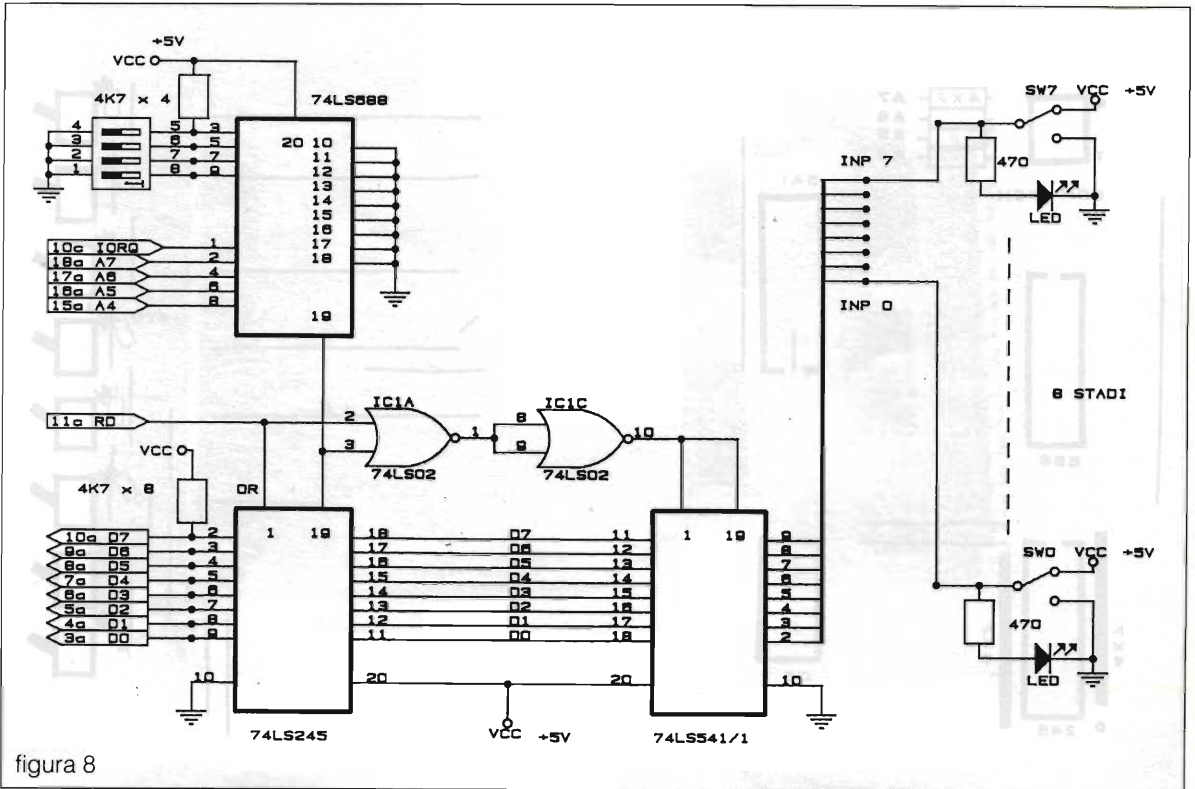 +5V
VCC
4K7 x 4
74LS688
4 5 3 20 10
3 6 5 11
2 7 7 12
1 8 9 13
14
15
16
17
18
10c IORQ 1
18a A7 2
17a A6 4
16a A5 6
15a A4 8
19
SW7 VCC +5V
470
INP 7
LED
INP 0
8 STADI
11c RD
IC1A
2
3
1
74LS02
IC1C
8
9
10
74LS02
VCC
4K7 x 8
DR
1 19
10a D7 2 18 D7 11 9
9a D6 3 17 D6 12 8
8a D5 4 16 D5 13 7
7a D4 5 15 D4 14 6
6a D3 6 14 D3 15 5
5a D2 7 13 D2 16 4
4a D1 8 12 D1 17 3
3a D0 9 11 D0 18 2
1 19
10 20 20 10
VCC +5V
74LS245
74LS541/1
SW0 VCC +5V
470
LED
figura 8